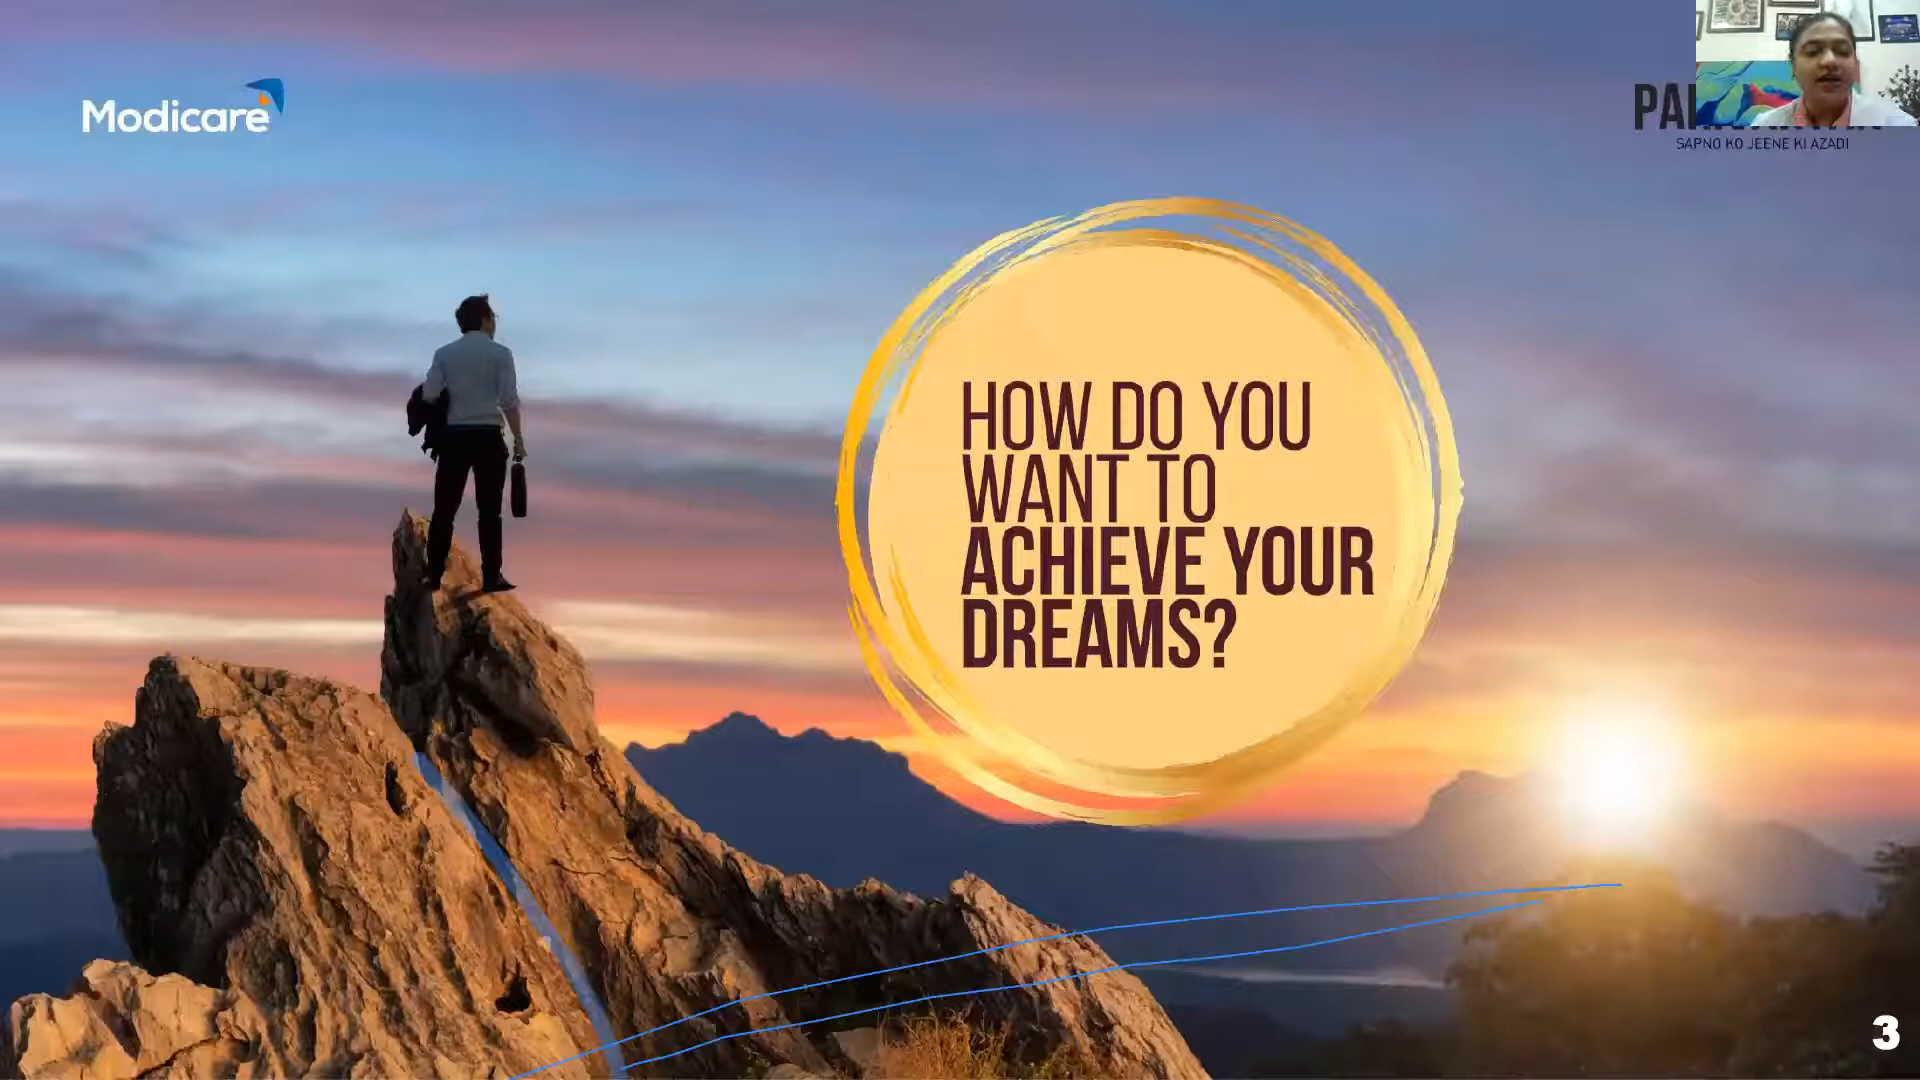 Modicare
SAPNO KO JEENE KI AZADI
HOW DO YOU
WANT TO
ACHIEVE YOUR
DREAMS?
3